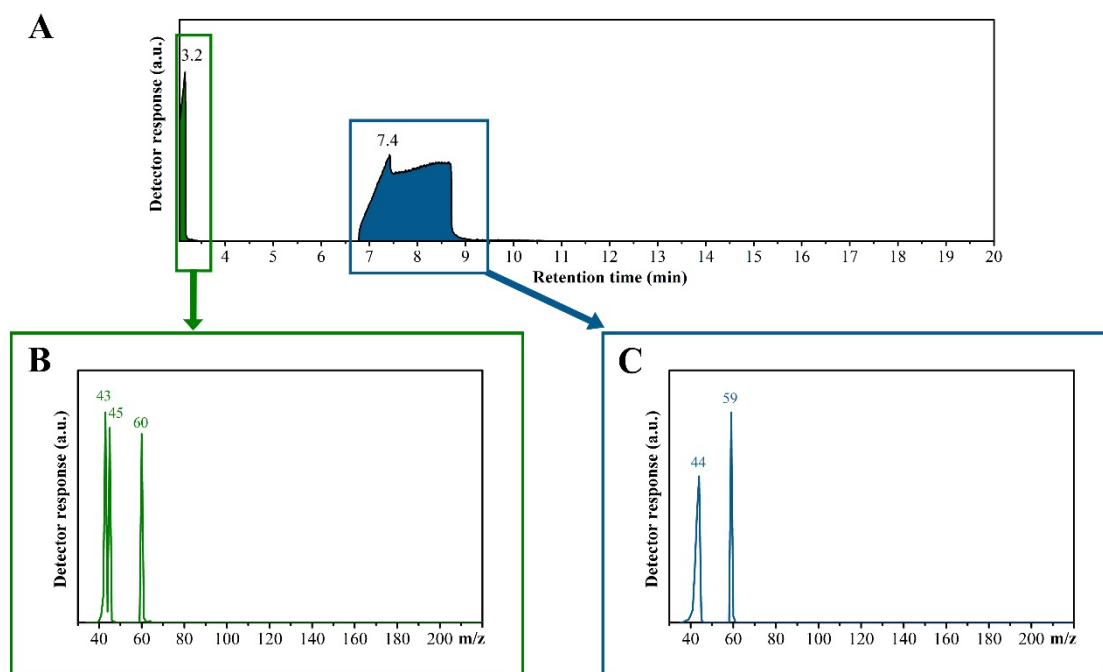 A
Detector response (a.u.)
3.2
7.4
4 5 6 7 8 9 10 11 12 13 14 15 16 17 18 19 20
Retention time (min)
B
Detector response (a.u.)
43
45
60
40 60 80 100 120 140 160 180 200 m/z
C
Detector response (a.u.)
59
44
40 60 80 100 120 140 160 180 200 m/z